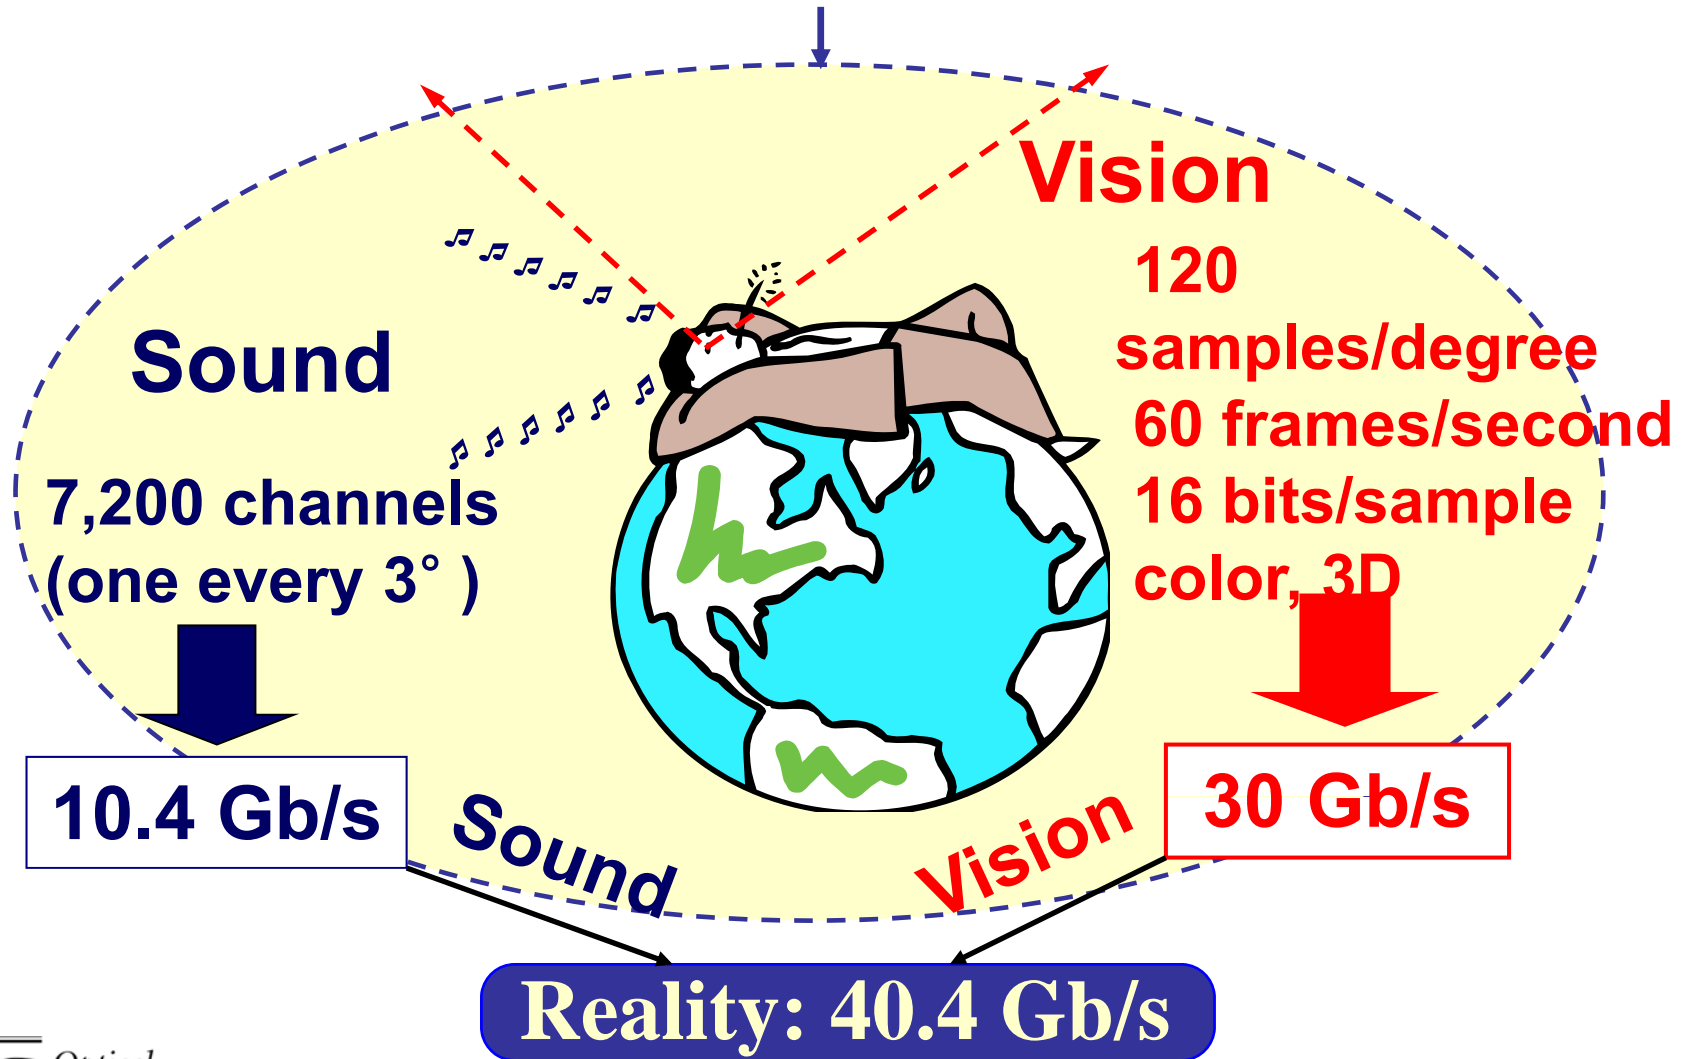 Vision
120
samples/degree
60 frames/second
16 bits/sample
color, 3D
Sound
7,200 channels
(one every 3° )
10.4 Gb/s
30 Gb/s
Sound
Vision
Reality: 40.4 Gb/s